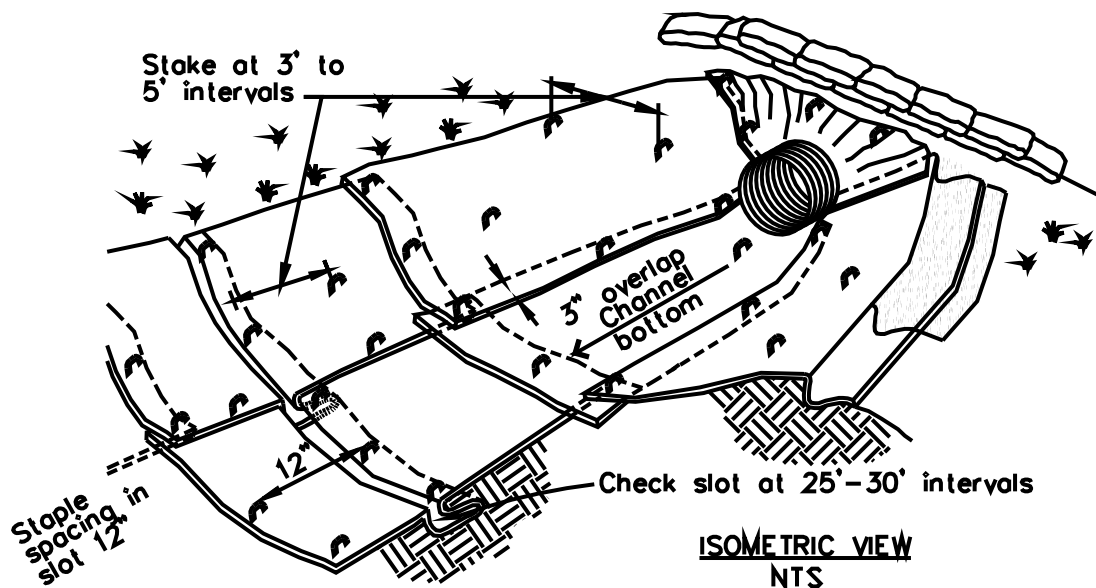 Stake at 3' to
5' intervals
3" overlap
Channel
bottom
12"
Staple
spacing in
slot 12"
Check slot at 25'-30' intervals
ISOMETRIC VIEW
NTS